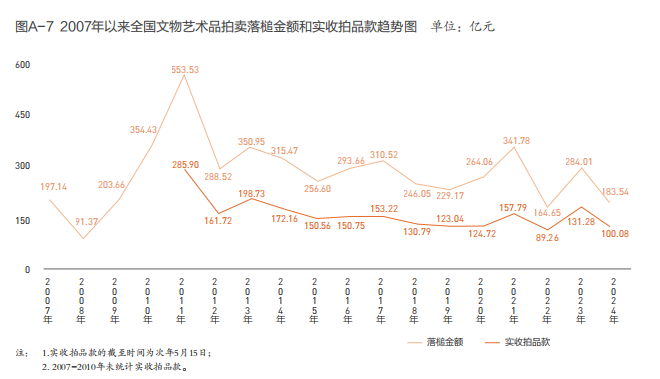 图A-7 2007年以来全国文物艺术品拍卖落槌金额和实收拍品款趋势图 单位：亿元
600
450
300
150
0
197.14
91.37
203.66
354.43
553.53
288.52
350.95
315.47
256.60
293.66
310.52
246.05
229.17
264.06
341.78
164.65
284.01
183.54
285.90
161.72
198.73
172.16
150.56
150.75
153.22
130.79
123.04
124.72
157.79
89.26
131.28
100.08
2007年
2008年
2009年
2010年
2011年
2012年
2013年
2014年
2015年
2016年
2017年
2018年
2019年
2020年
2021年
2022年
2023年
2024年
落槌金额
实收拍品款
注： 1.实收拍品款的截至时间为次年5月15日；
2. 2007-2010年未统计实收拍品款。